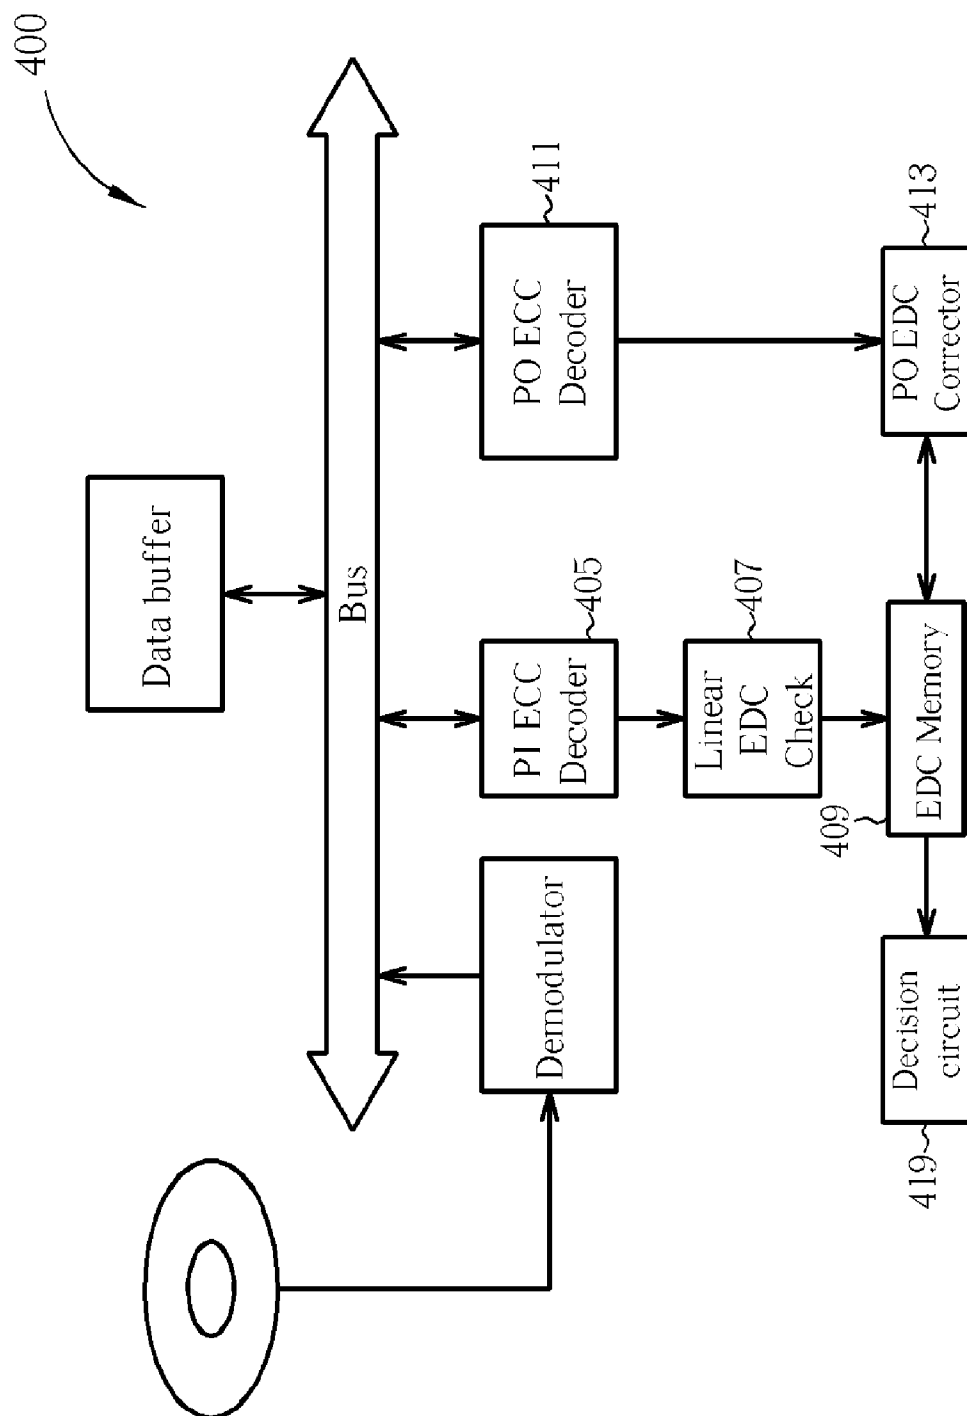 400
Data buffer
Bus
Demodulator
PI ECC
Decoder
405
PO ECC
Decoder
411
Linear
EDC
Check
407
Decision
circuit
419
EDC Memory
409
PO EDC
Corrector
413